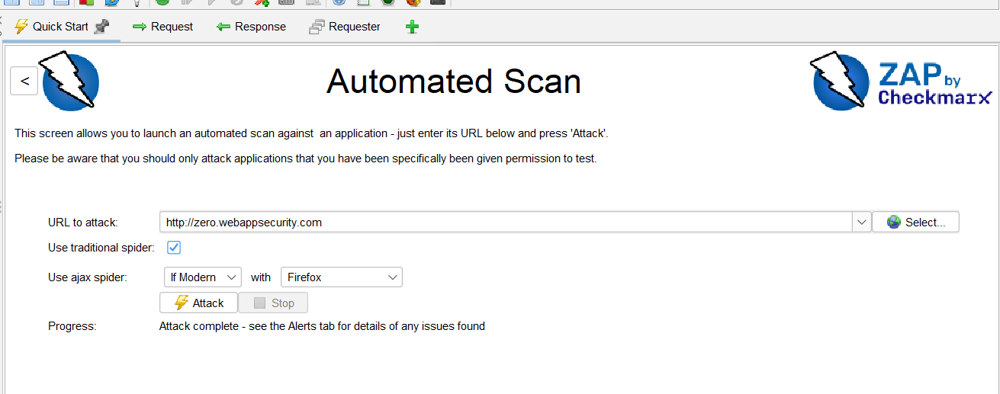 Quick Start Request Response Requester
< Automated Scan ZAP by Checkmarx
This screen allows you to launch an automated scan against an application - just enter its URL below and press 'Attack'.
Please be aware that you should only attack applications that you have been specifically been given permission to test.
URL to attack: http://zero.webappsecurity.com Select...
Use traditional spider:
Use ajax spider: If Modern with Firefox
Attack Stop
Progress: Attack complete - see the Alerts tab for details of any issues found